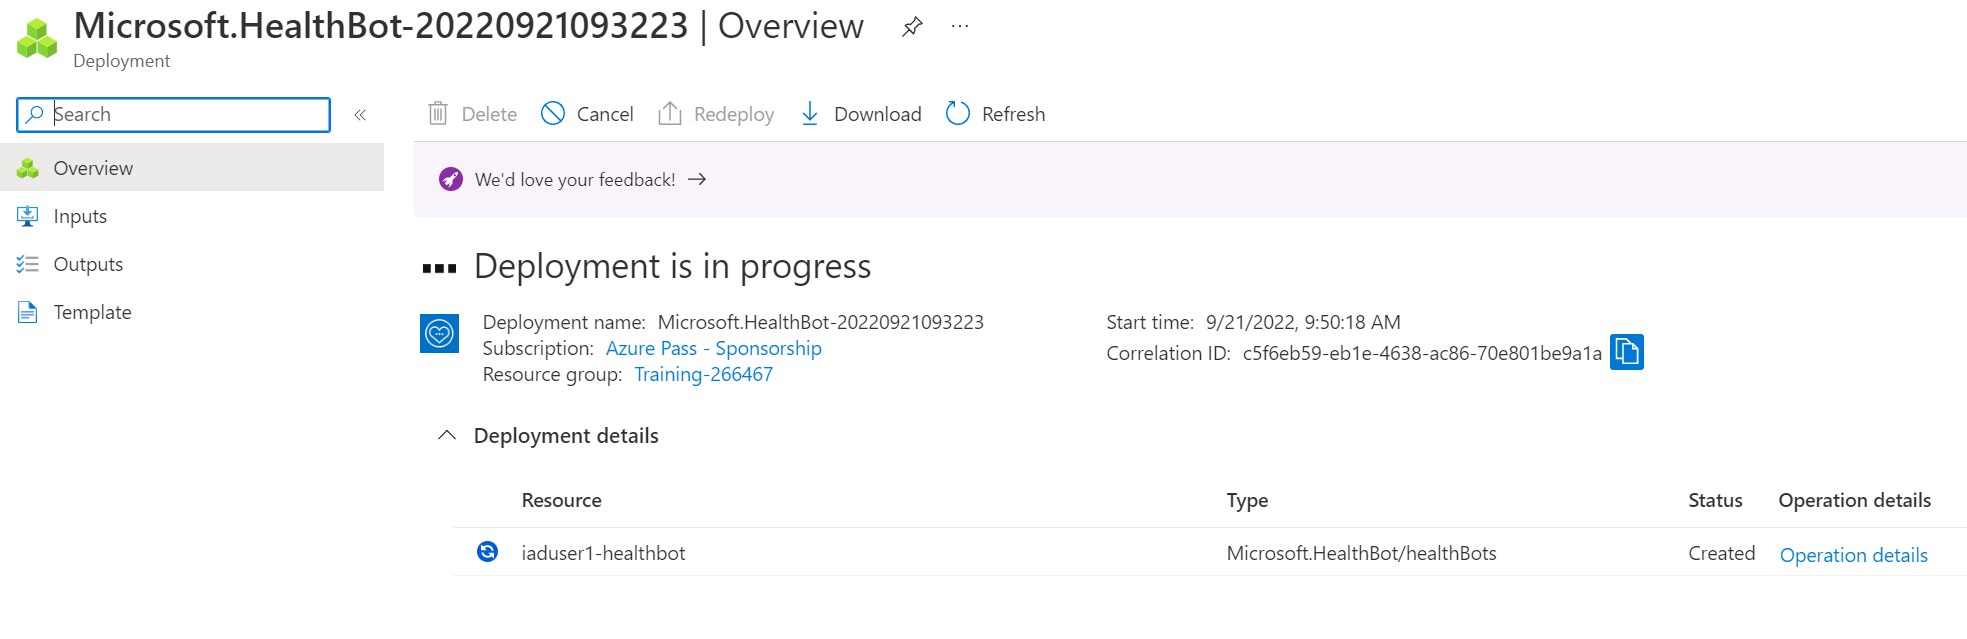 Microsoft.HealthBot-20220921093223 | Overview
Deployment
Search
«
Delete Cancel Redeploy Download Refresh
Overview
Inputs
Outputs
Template
We'd love your feedback! →
Deployment is in progress
Deployment name: Microsoft.HealthBot-20220921093223
Subscription: Azure Pass - Sponsorship
Resource group: Training-266467
Start time: 9/21/2022, 9:50:18 AM
Correlation ID: c5f6eb59-eb1e-4638-ac86-70e801be9a1a
Deployment details
Resource Type Status Operation details
iaduser1-healthbot Microsoft.HealthBot/healthBots Created Operation details